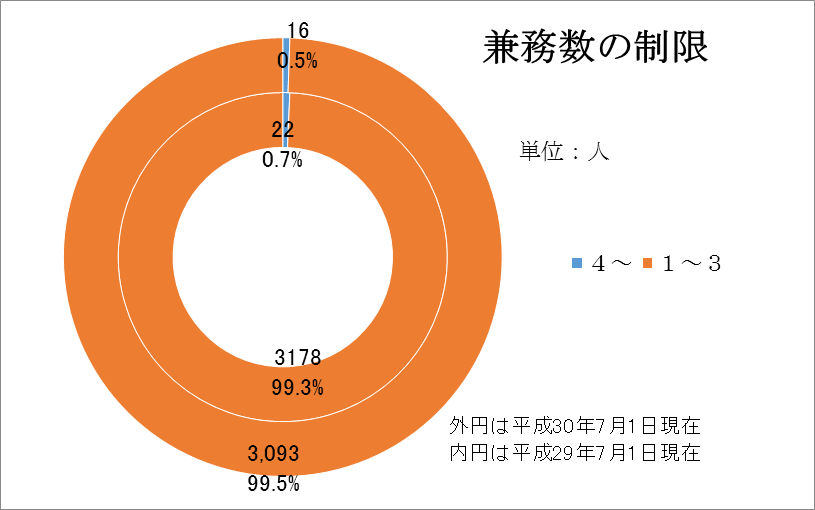 兼務数の制限
16
0.5%
22
0.7%
単位：人
４～ １～３
3178
99.3%
3,093
99.5%
外円は平成30年7月1日現在
内円は平成29年7月1日現在